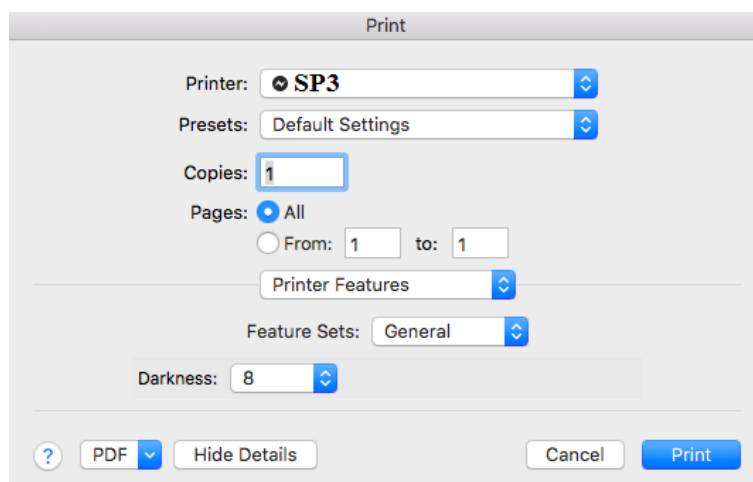 Print
Printer: SP3
Presets: Default Settings
Copies: 1
Pages: All
From: 1 to: 1
Printer Features
Feature Sets: General
Darkness: 8
? PDF Hide Details Cancel Print